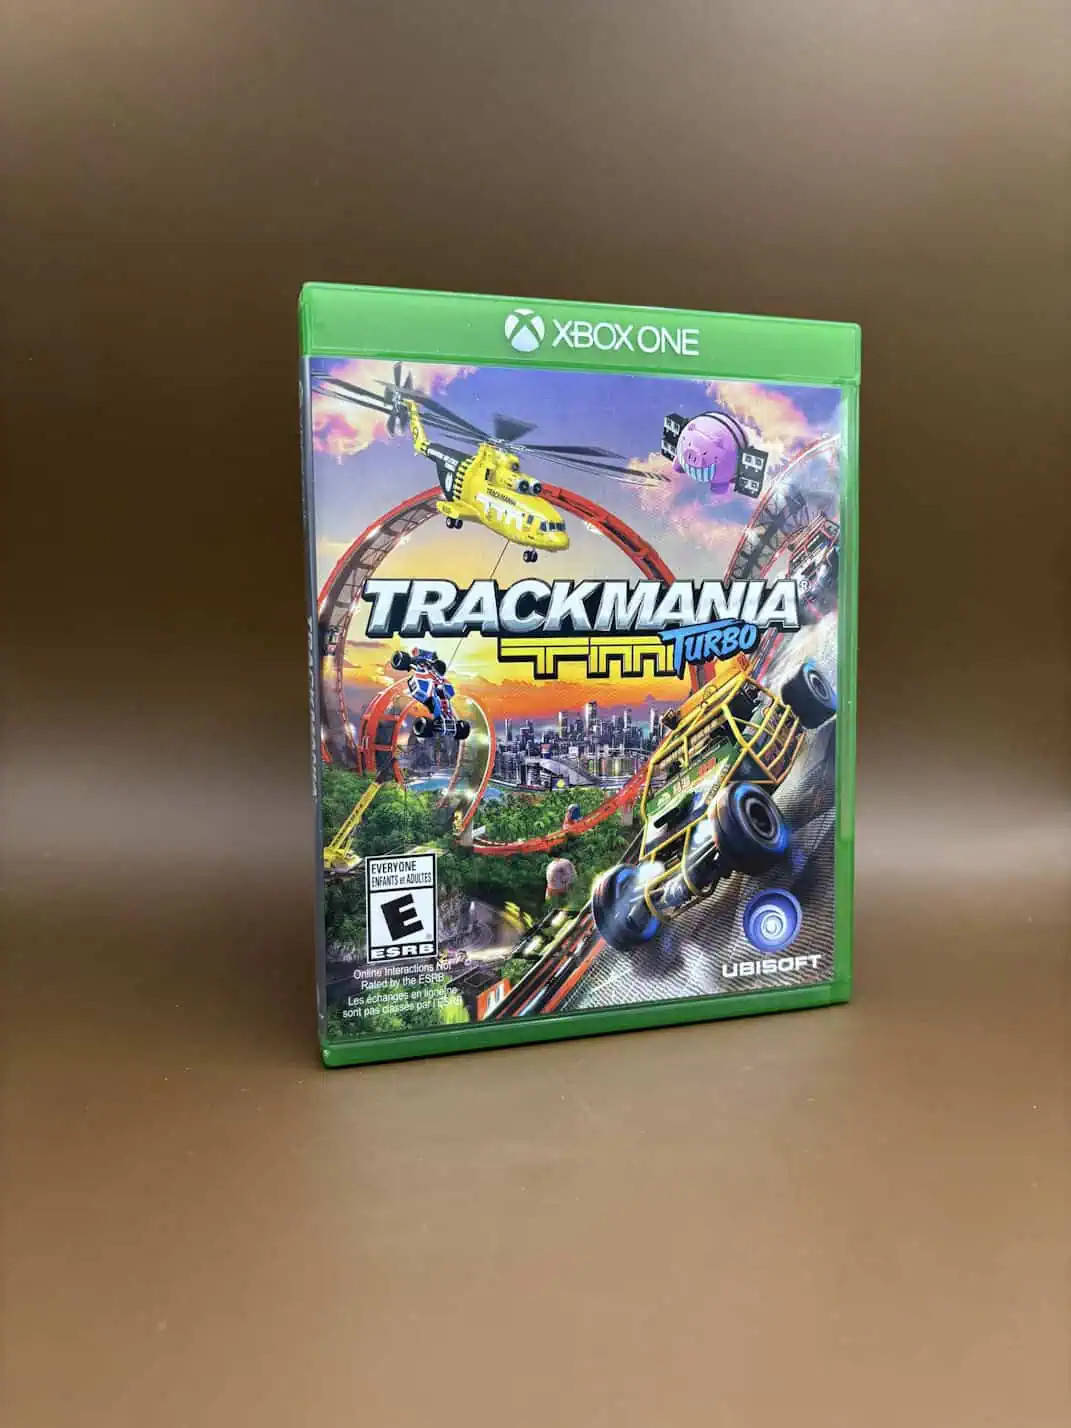 XBOX ONE
TRACKMANIA
TRACKMANIA®
TM TURBO
EVERYONE
ENFANTS et ADULTES
E
ESRB
Online Interactions Not
Rated by the ESRB
Les échanges en ligne ne
sont pas classés par l'ESRB
UBISOFT